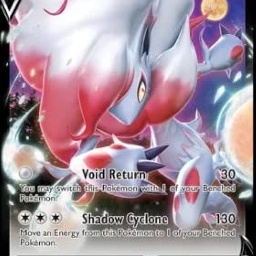 V
Void Return 30
You may switch this Pokémon with 1 of your Benched
Pokémon.
Shadow Cyclone 130
Move an Energy from this Pokémon to 1 of your Benched
Pokémon.